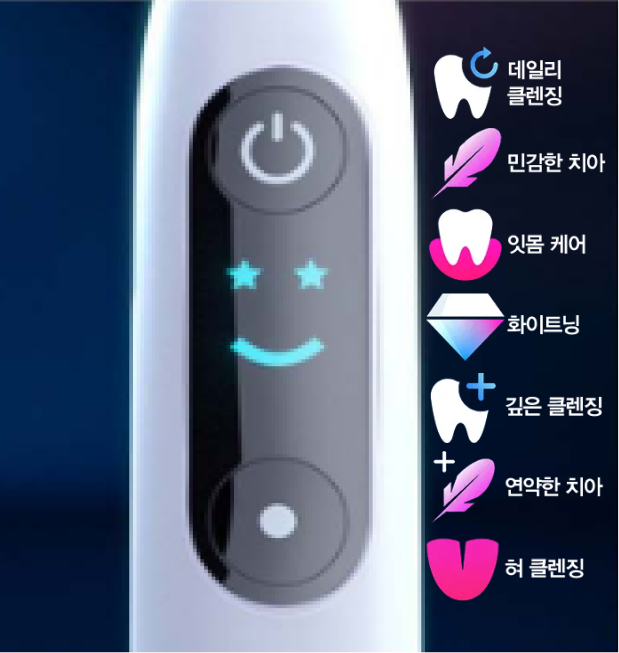 데일리
클렌징
민감한 치아
잇몸 케어
화이트닝
깊은 클렌징
연약한 치아
혀 클렌징